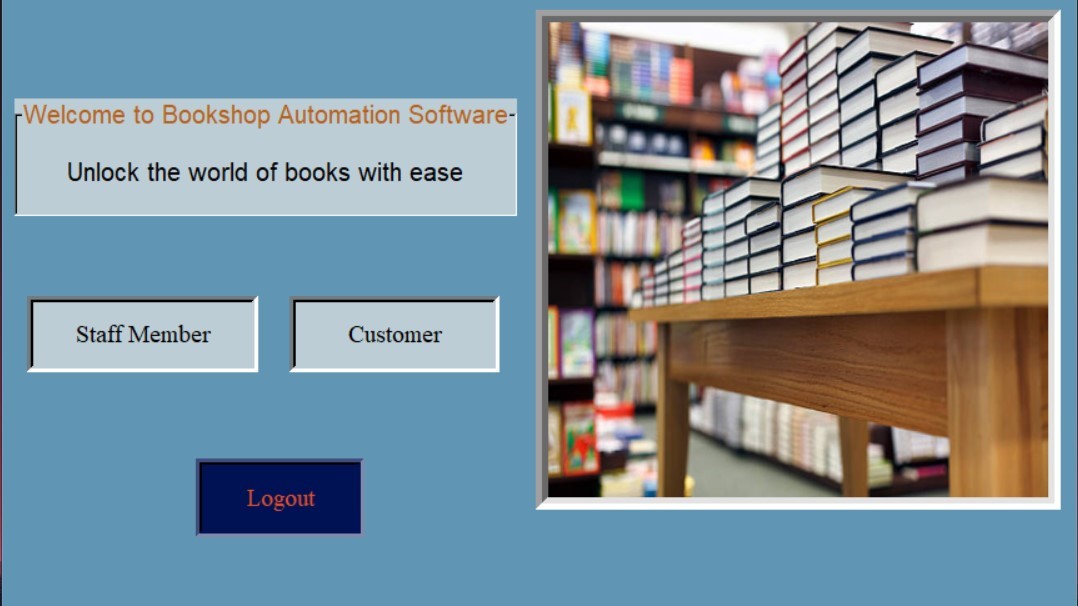 Welcome to Bookshop Automation Software
Unlock the world of books with ease
Staff Member
Customer
Logout